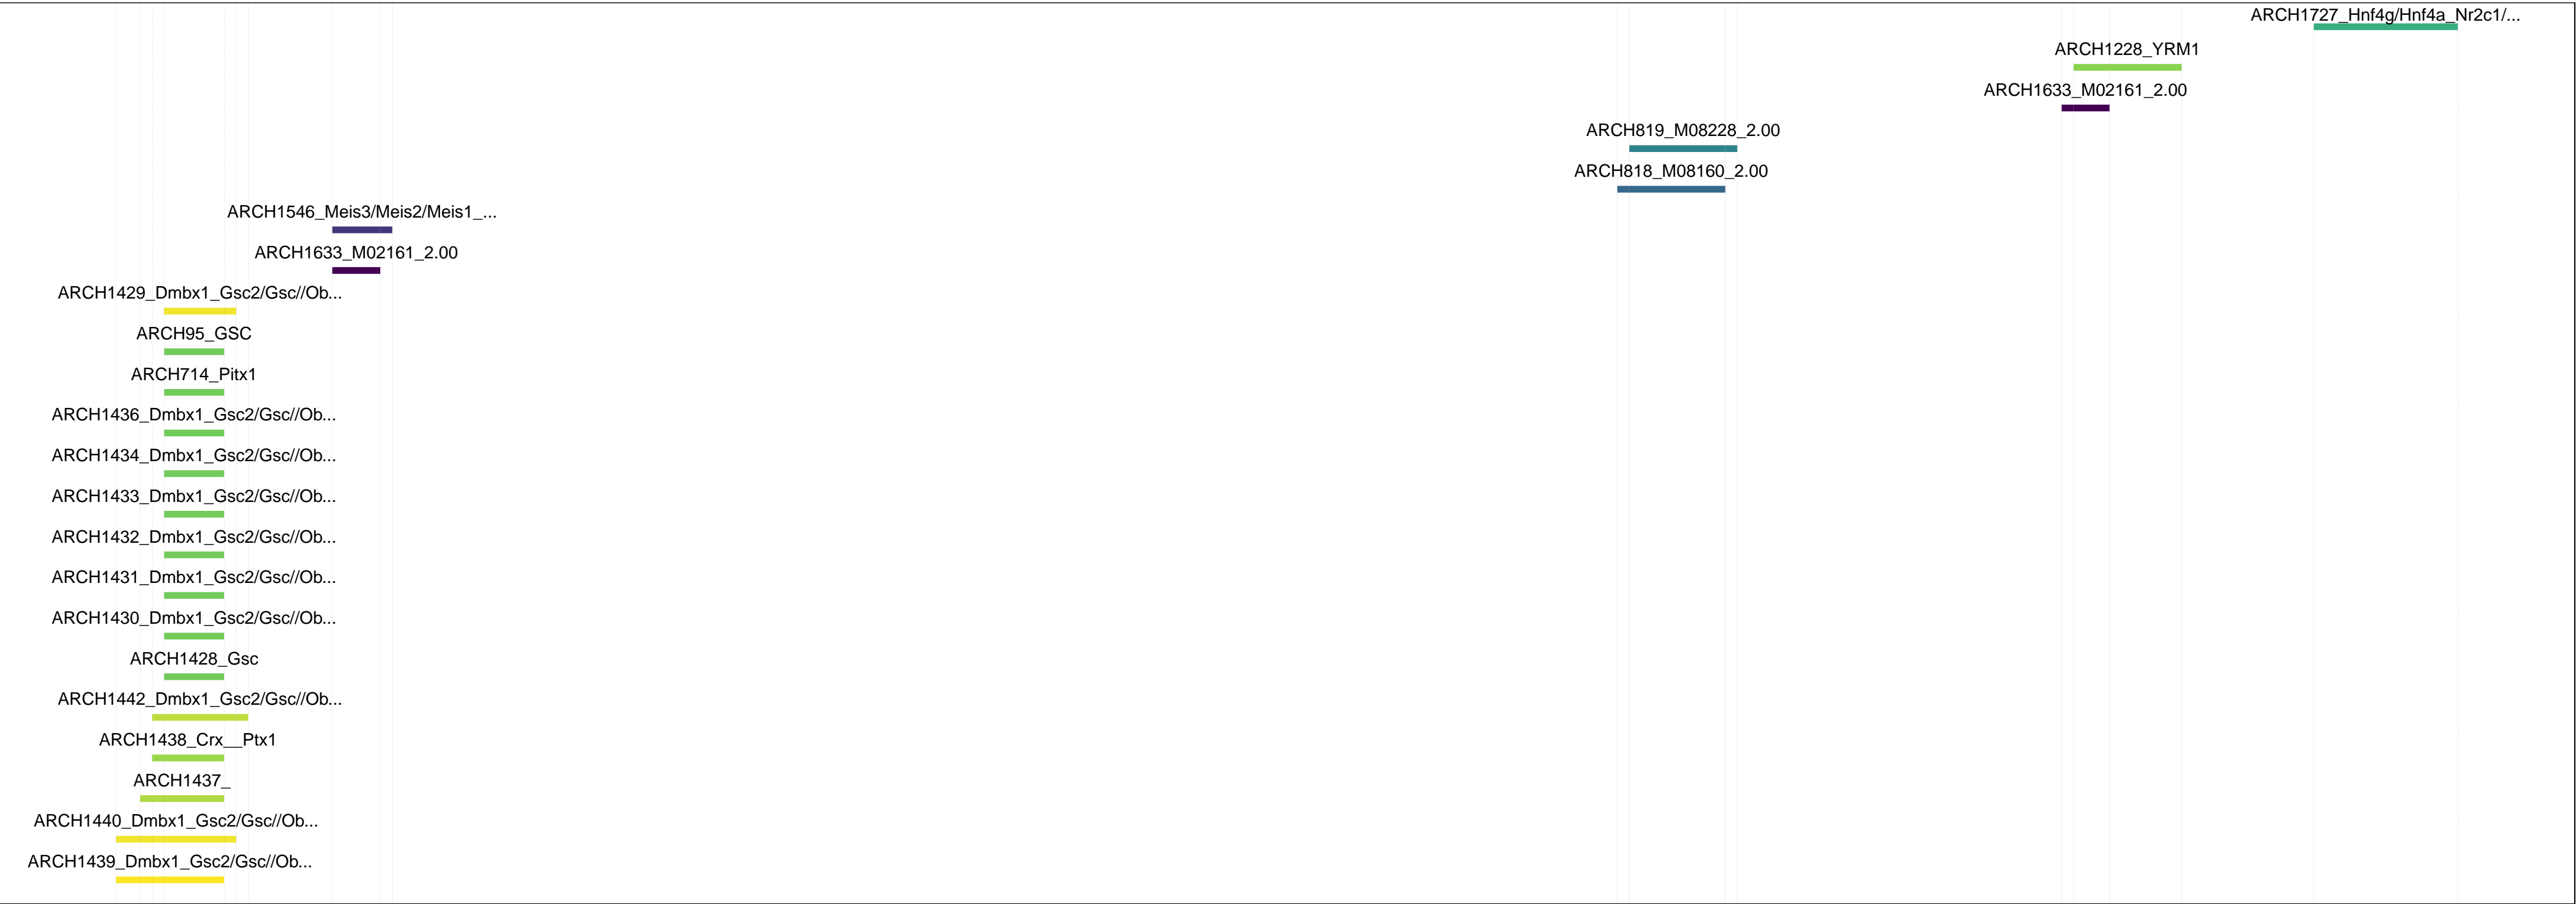 ARCH1727_Hnf4g/Hnf4a_Nr2c1/...
ARCH1228_YRM1
ARCH1633_M02161_2.00
ARCH819_M08228_2.00
ARCH818_M08160_2.00
ARCH1546_Meis3/Meis2/Meis1_...
ARCH1633_M02161_2.00
ARCH1429_Dmbx1_Gsc2/Gsc//Ob...
ARCH95_GSC
ARCH714_Pitx1
ARCH1436_Dmbx1_Gsc2/Gsc//Ob...
ARCH1434_Dmbx1_Gsc2/Gsc//Ob...
ARCH1433_Dmbx1_Gsc2/Gsc//Ob...
ARCH1432_Dmbx1_Gsc2/Gsc//Ob...
ARCH1431_Dmbx1_Gsc2/Gsc//Ob...
ARCH1430_Dmbx1_Gsc2/Gsc//Ob...
ARCH1428_Gsc
ARCH1442_Dmbx1_Gsc2/Gsc//Ob...
ARCH1438_Crx__Ptx1
ARCH1437_
ARCH1440_Dmbx1_Gsc2/Gsc//Ob...
ARCH1439_Dmbx1_Gsc2/Gsc//Ob...